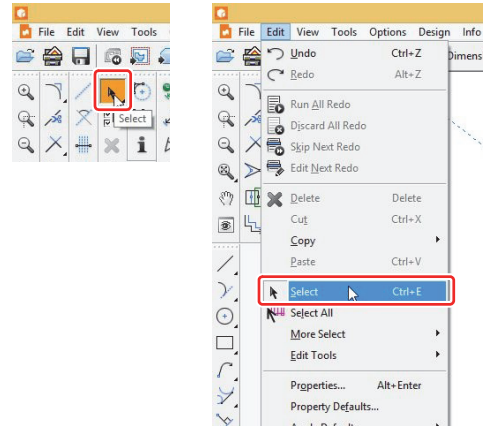 File Edit View Tools
Select
File Edit View Tools Options Design Info
Dimens
Undo Ctrl+Z
Redo Alt+Z
Run All Redo
Discard All Redo
Skip Next Redo
Edit Next Redo
Delete Delete
Cut Ctrl+X
Copy
Paste Ctrl+V
Select Ctrl+E
Select All
More Select
Edit Tools
Properties... Alt+Enter
Property Defaults...